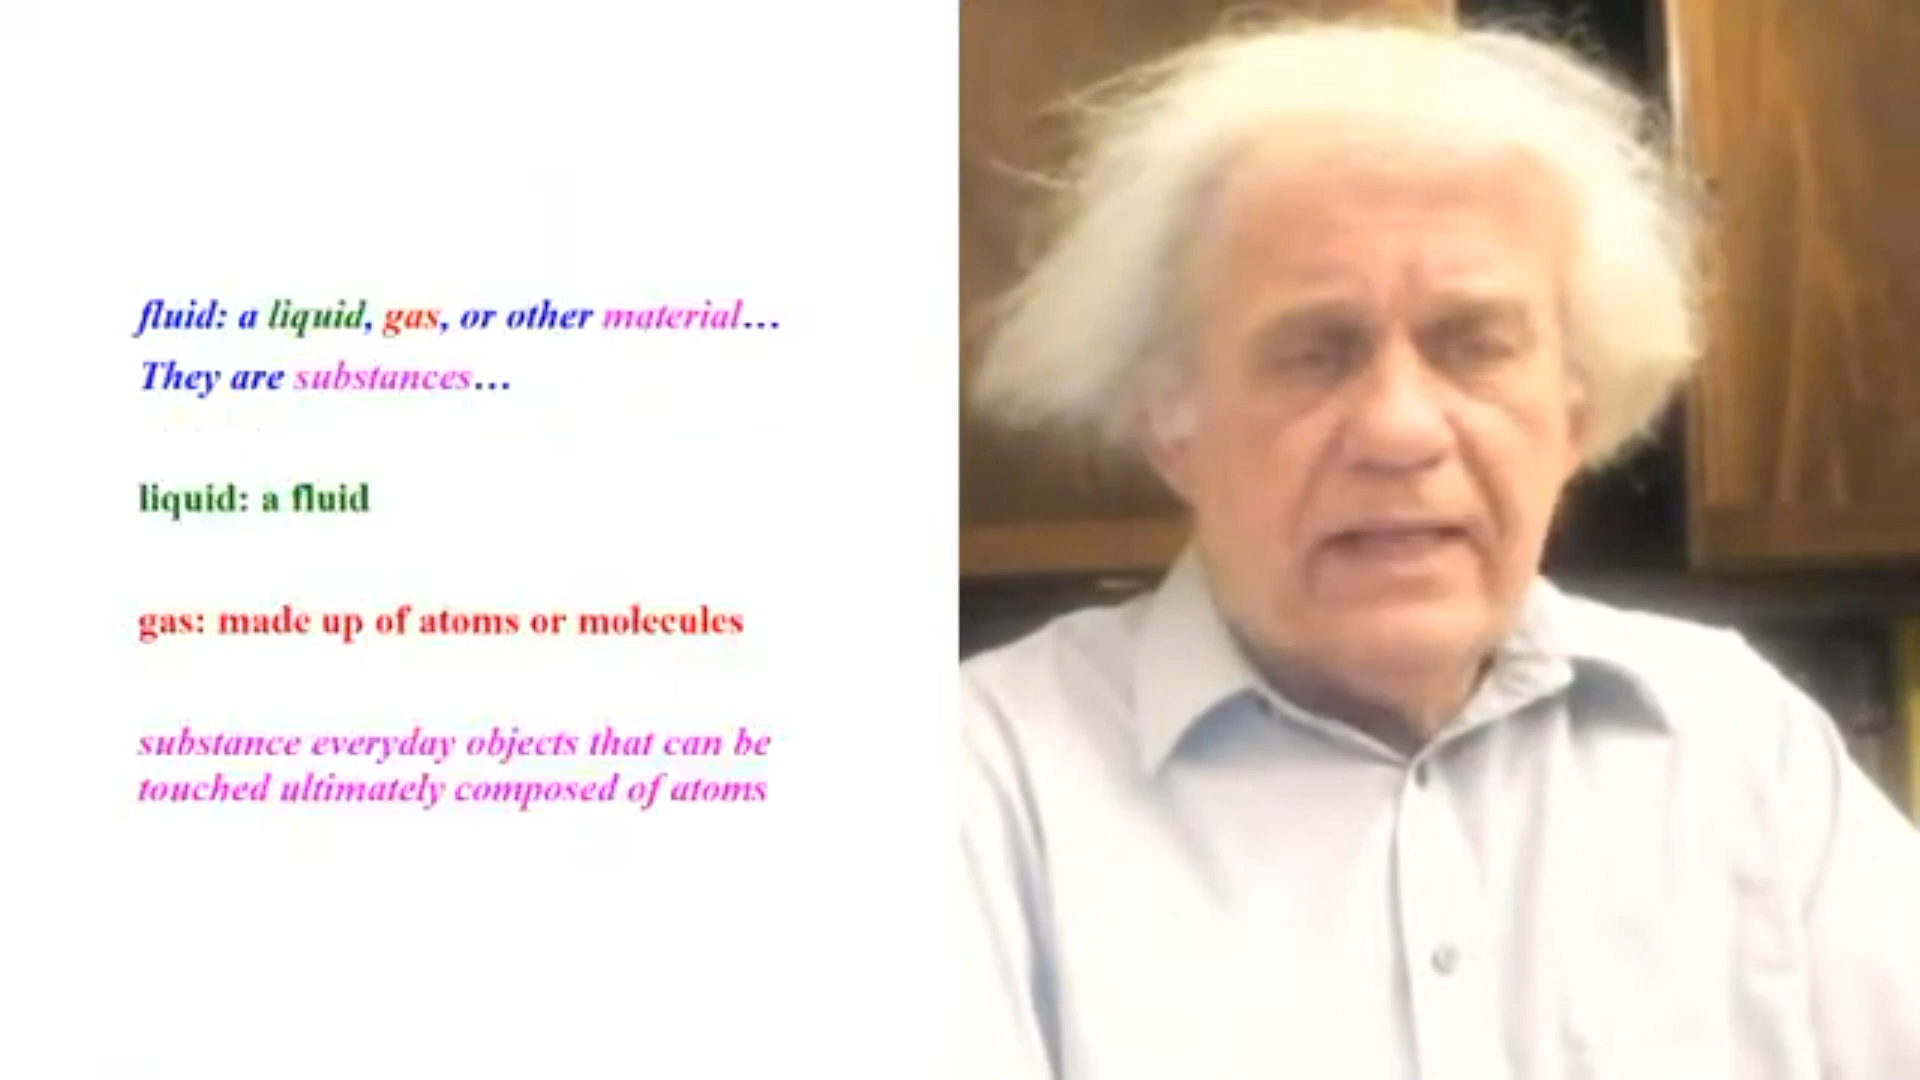 fluid: a liquid, gas, or other material...
They are substances...
liquid: a fluid
gas: made up of atoms or molecules
substance everyday objects that can be
touched ultimately composed of atoms